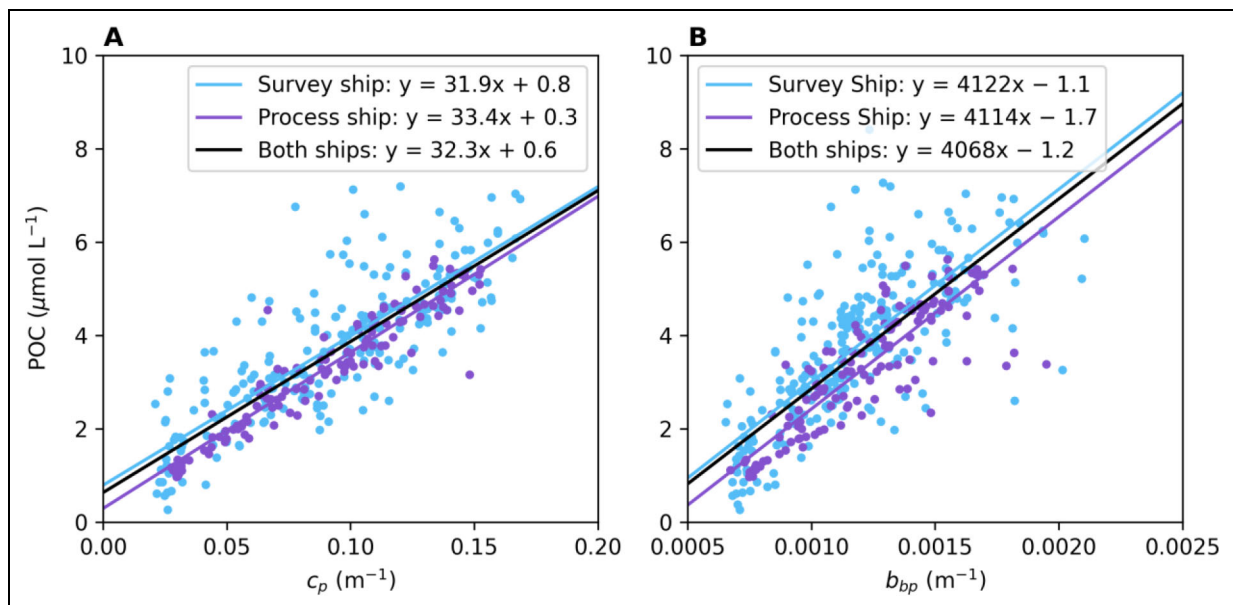 A
Survey ship: y = 31.9x + 0.8
Process ship: y = 33.4x + 0.3
Both ships: y = 32.3x + 0.6
10
8
6
4
2
0
POC (μmol L⁻¹)
0.00 0.05 0.10 0.15 0.20
cₚ (m⁻¹)
B
Survey Ship: y = 4122x − 1.1
Process Ship: y = 4114x − 1.7
Both ships: y = 4068x − 1.2
10
8
6
4
2
0
0.0005 0.0010 0.0015 0.0020 0.0025
b_bp (m⁻¹)